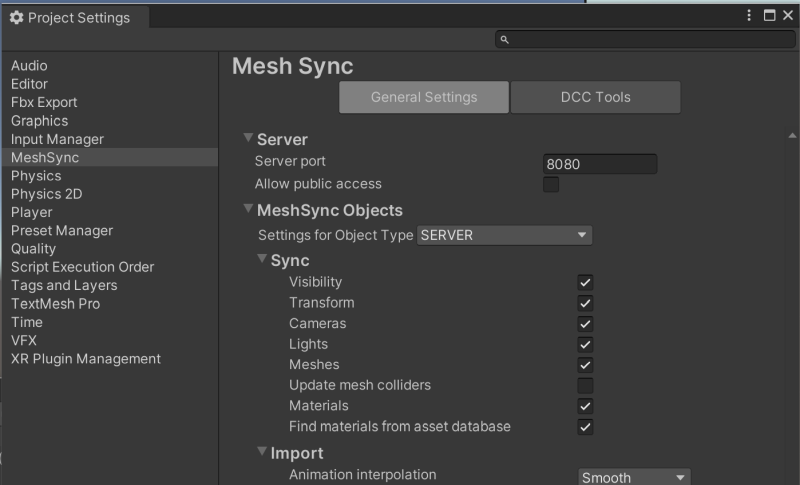 Project Settings
Audio
Editor
Fbx Export
Graphics
Input Manager
MeshSync
Physics
Physics 2D
Player
Preset Manager
Quality
Script Execution Order
Tags and Layers
TextMesh Pro
Time
VFX
XR Plugin Management
Mesh Sync
General Settings
DCC Tools
Server
Server port 8080
Allow public access
MeshSync Objects
Settings for Object Type SERVER
Sync
Visibility
Transform
Cameras
Lights
Meshes
Update mesh colliders
Materials
Find materials from asset database
Import
Animation interpolation Smooth